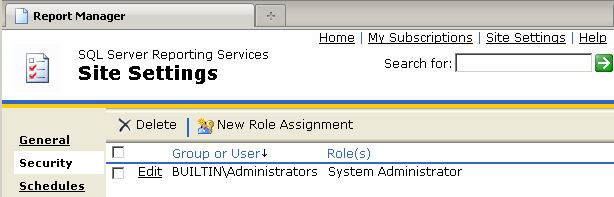 Report Manager
Home | My Subscriptions | Site Settings | Help
SQL Server Reporting Services
Site Settings
Search for:
Delete | New Role Assignment
General
Security
Schedules
Group or User↓ Role(s)
Edit BUILTIN\Administrators System Administrator